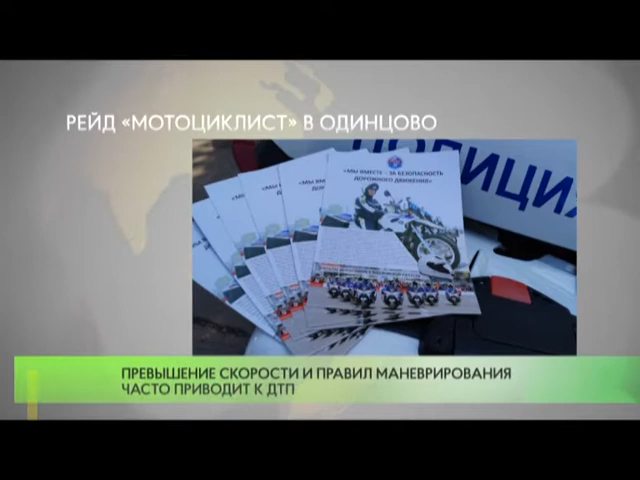 РЕЙД «МОТОЦИКЛИСТ» В ОДИНЦОВО
«МЫ ВМЕСТЕ - ЗА БЕЗОПАСНОСТЬ
ДОРОЖНОГО ДВИЖЕНИЯ»
ПОЛИЦИЯ
ПРЕВЫШЕНИЕ СКОРОСТИ И ПРАВИЛ МАНЕВРИРОВАНИЯ
ЧАСТО ПРИВОДИТ К ДТП